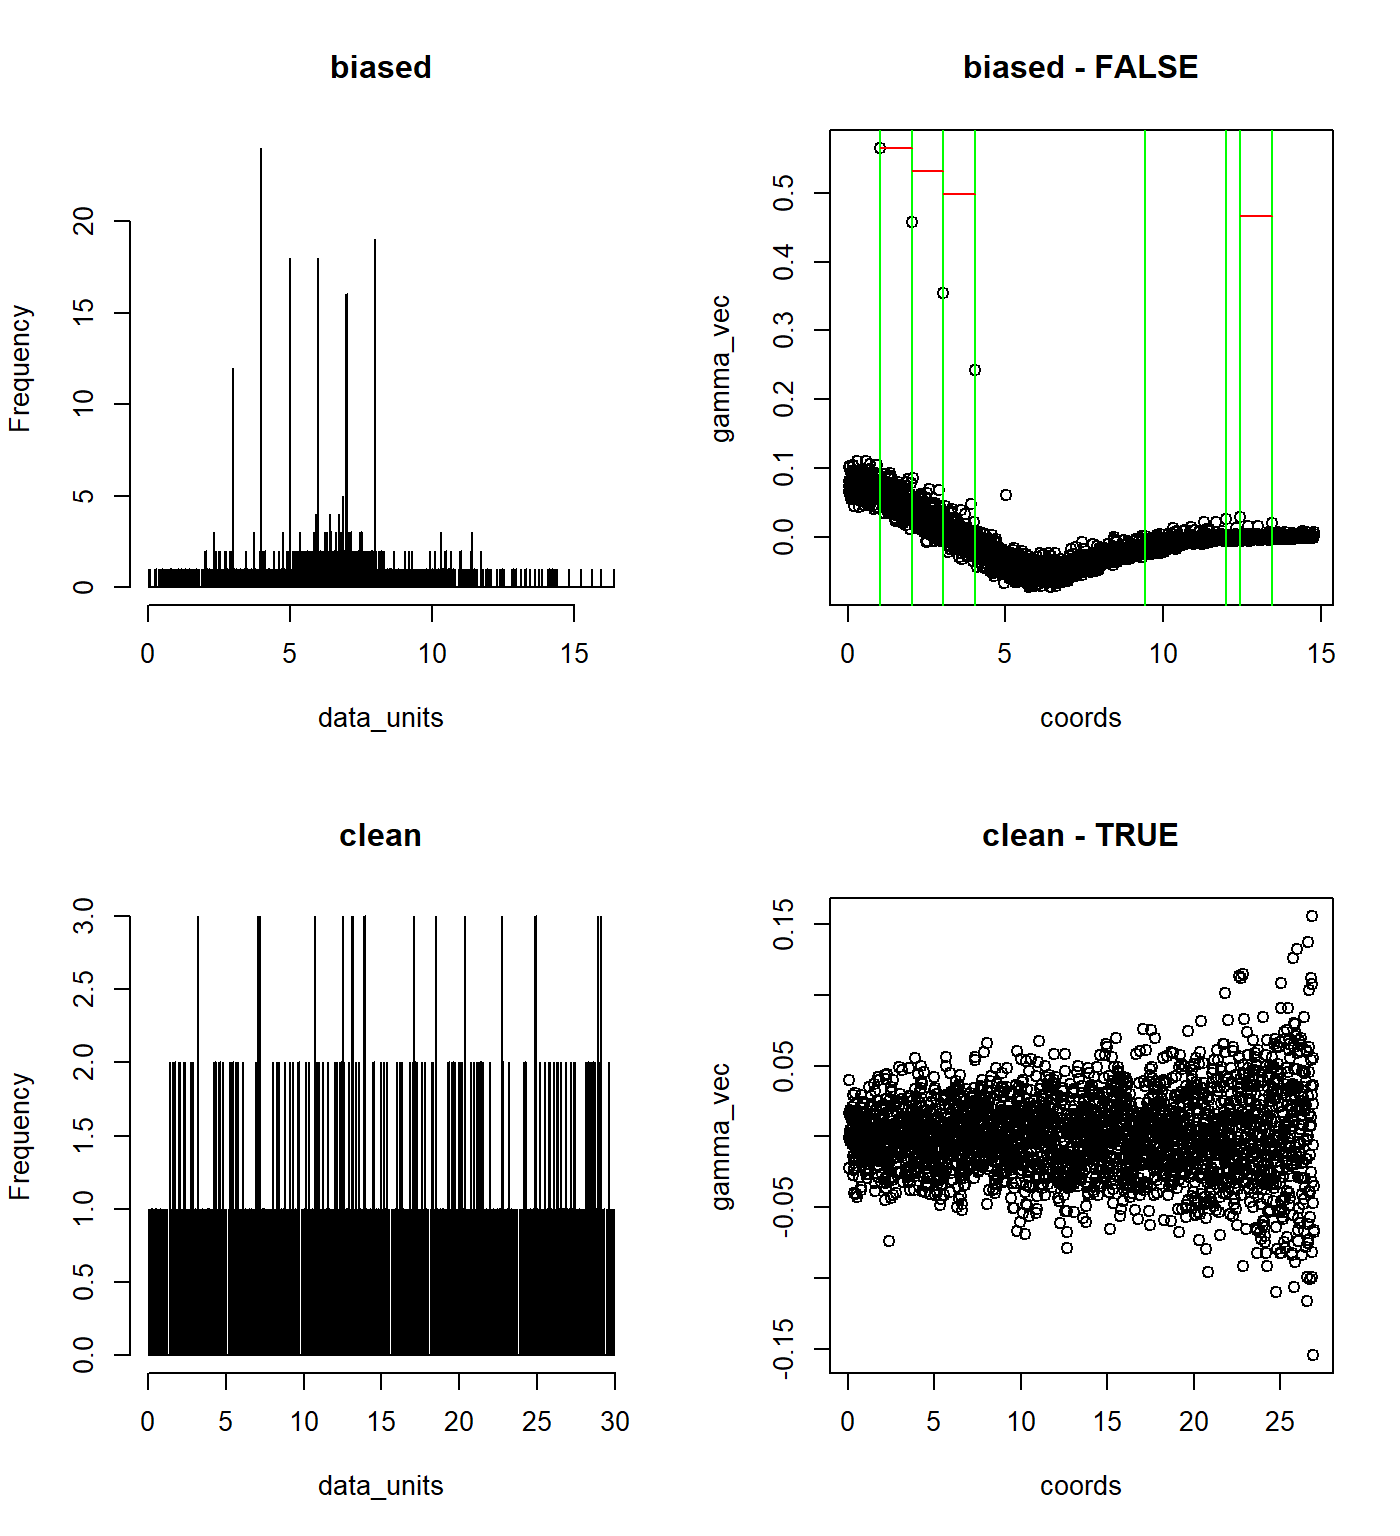 biased
Frequency
0 5 10 15 20
0 5 10 15
data_units
biased - FALSE
gamma_vec
0.0 0.1 0.2 0.3 0.4 0.5
0 5 10 15
coords
clean
Frequency
0.0 0.5 1.0 1.5 2.0 2.5 3.0
0 5 10 15 20 25 30
data_units
clean - TRUE
gamma_vec
-0.15 -0.05 0.05 0.15
0 5 10 15 20 25
coords